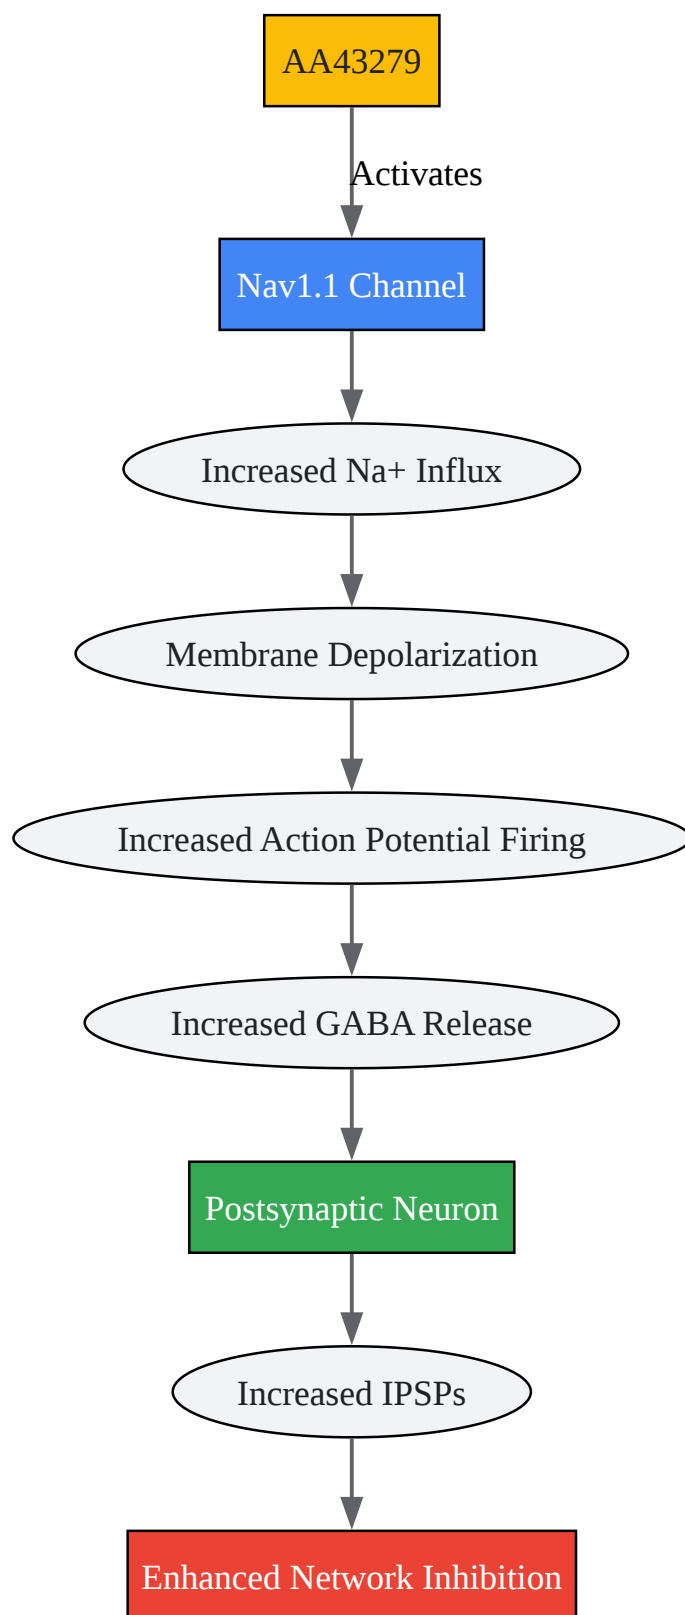 AA43279
Activates
Nav1.1 Channel
Increased Na+ Influx
Membrane Depolarization
Increased Action Potential Firing
Increased GABA Release
Postsynaptic Neuron
Increased IPSPs
Enhanced Network Inhibition